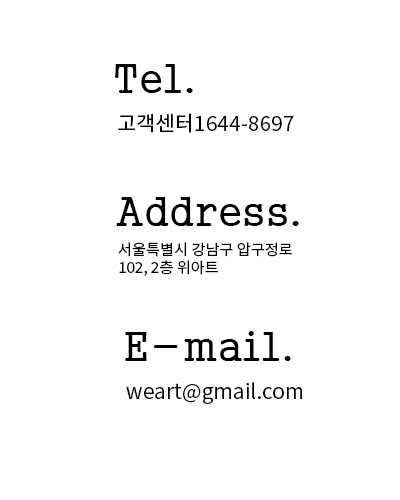 Tel.
고객센터1644-8697
Address.
서울특별시 강남구 압구정로
102, 2층 위아트
E-mail.
weart@gmail.com